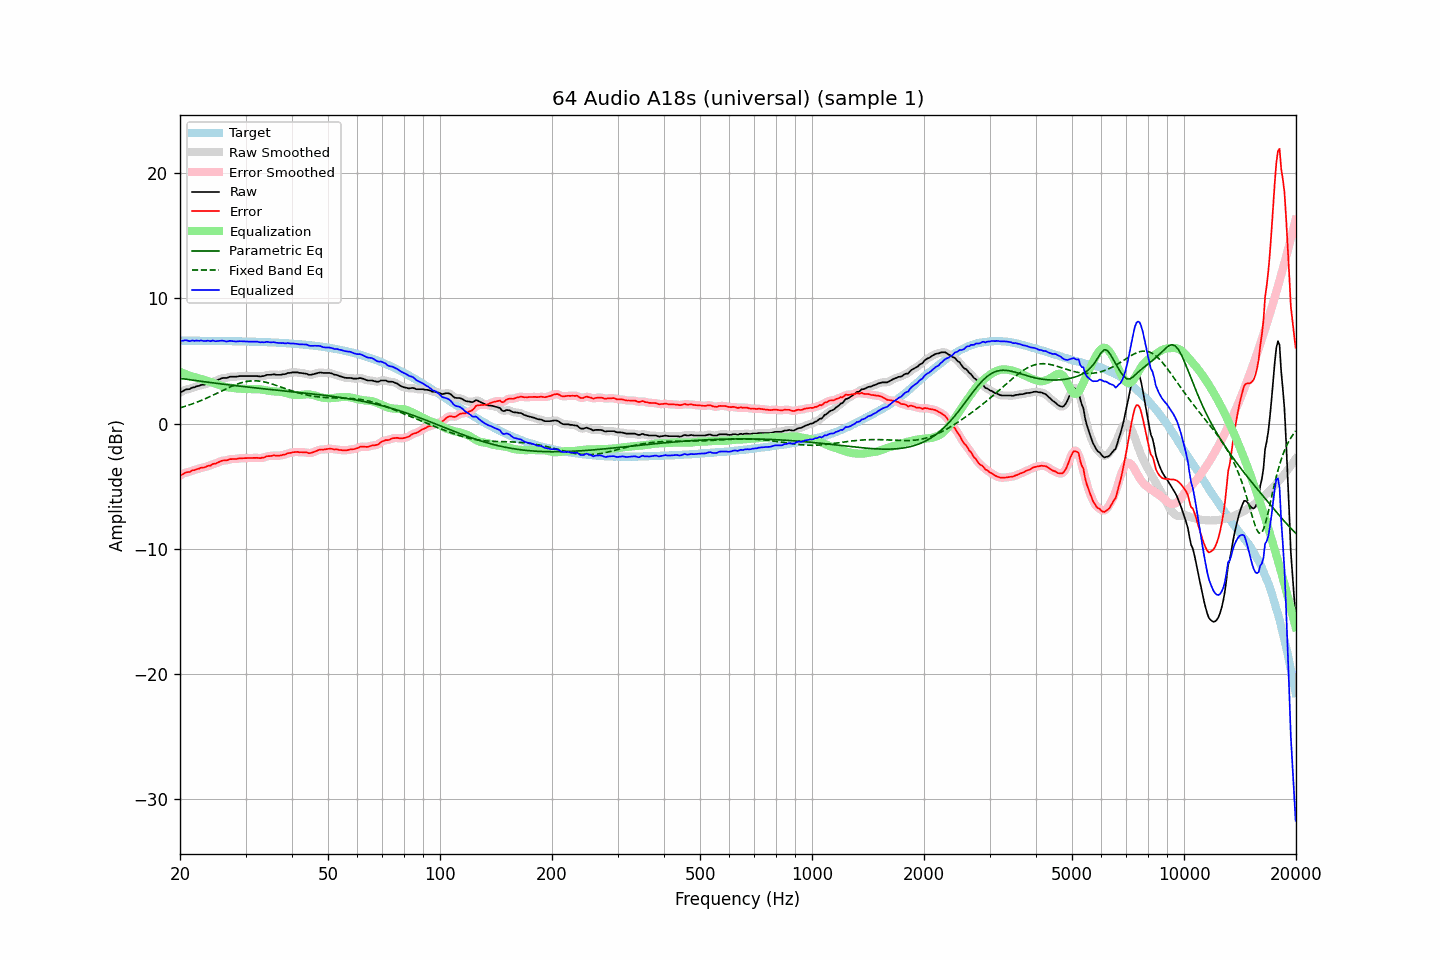 64 Audio A18s (universal) (sample 1)
Target
Raw Smoothed
Error Smoothed
Raw
Error
Equalization
Parametric Eq
Fixed Band Eq
Equalized
20
10
0
−10
−20
−30
Amplitude (dBr)
20
50
100
200
500
1000
2000
5000
10000
20000
Frequency (Hz)